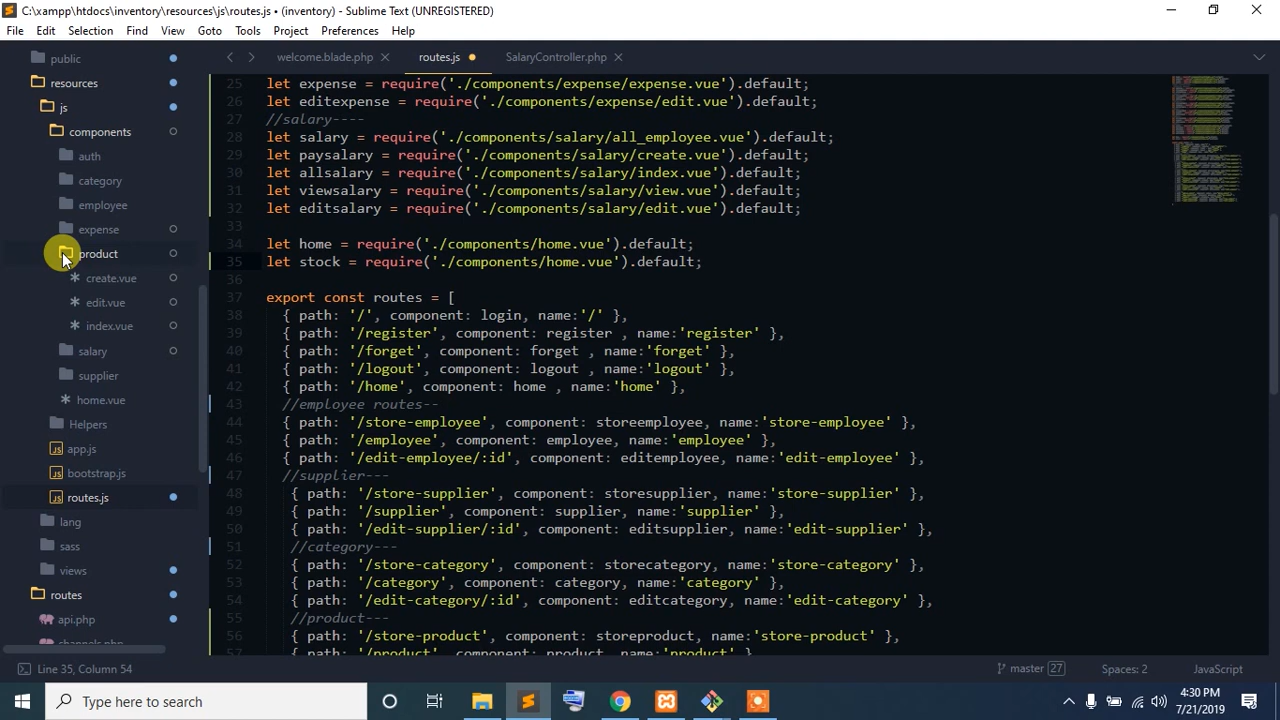 C:\xampp\htdocs\inventory\resources\js\routes.js • (inventory) - Sublime Text (UNREGISTERED)
File Edit Selection Find View Goto Tools Project Preferences Help
public
resources
js
components
auth
category
employee
expense
product
create.vue
edit.vue
index.vue
salary
supplier
home.vue
Helpers
app.js
bootstrap.js
routes.js
lang
sass
views
routes
api.php
channels.php
welcome.blade.php routes.js SalaryController.php
25 let expense = require('./components/expense/expense.vue').default;
26 let editexpense = require('./components/expense/edit.vue').default;
27 //salary----
28 let salary = require('./components/salary/all_employee.vue').default;
29 let paysalary = require('./components/salary/create.vue').default;
30 let allsalary = require('./components/salary/index.vue').default;
31 let viewsalary = require('./components/salary/view.vue').default;
32 let editsalary = require('./components/salary/edit.vue').default;
33
34 let home = require('./components/home.vue').default;
35 let stock = require('./components/home.vue').default;
36
37 export const routes = [
38 { path: '/', component: login, name:'/' },
39 { path: '/register', component: register , name:'register' },
40 { path: '/forget', component: forget , name:'forget' },
41 { path: '/logout', component: logout , name:'logout' },
42 { path: '/home', component: home , name:'home' },
43 //employee routes--
44 { path: '/store-employee', component: storeemployee, name:'store-employee' },
45 { path: '/employee', component: employee, name:'employee' },
46 { path: '/edit-employee/:id', component: editemployee, name:'edit-employee' },
47 //supplier---
48 { path: '/store-supplier', component: storesupplier, name:'store-supplier' },
49 { path: '/supplier', component: supplier, name:'supplier' },
50 { path: '/edit-supplier/:id', component: editsupplier, name:'edit-supplier' },
51 //category---
52 { path: '/store-category', component: storecategory, name:'store-category' },
53 { path: '/category', component: category, name:'category' },
54 { path: '/edit-category/:id', component: editcategory, name:'edit-category' },
55 //product---
56 { path: '/store-product', component: storeproduct, name:'store-product' },
57 { path: '/product', component: product, name:'product' },
Line 35, Column 54 master 27 Spaces: 2 JavaScript
Type here to search
4:30 PM
7/21/2019